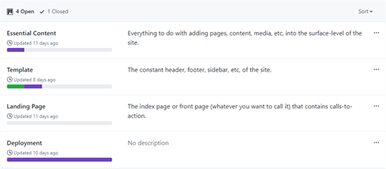 4 Open 1 Closed Sort
Essential Content
Updated 11 days ago
Everything to do with adding pages, content, media, etc, into the surface-level of the
site.
Template
Updated 8 days ago
The constant header, footer, sidebar, etc, of the site.
Landing Page
Updated 11 days ago
The index page or front page (whatever you want to call it) that contains calls-to-
action.
Deployment
Updated 10 days ago
No description